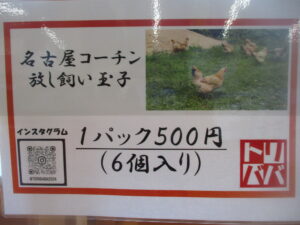 名古屋コーチン
放し飼い玉子
インスタグラム
1パック500円
(6個入り)
トリ
ババ